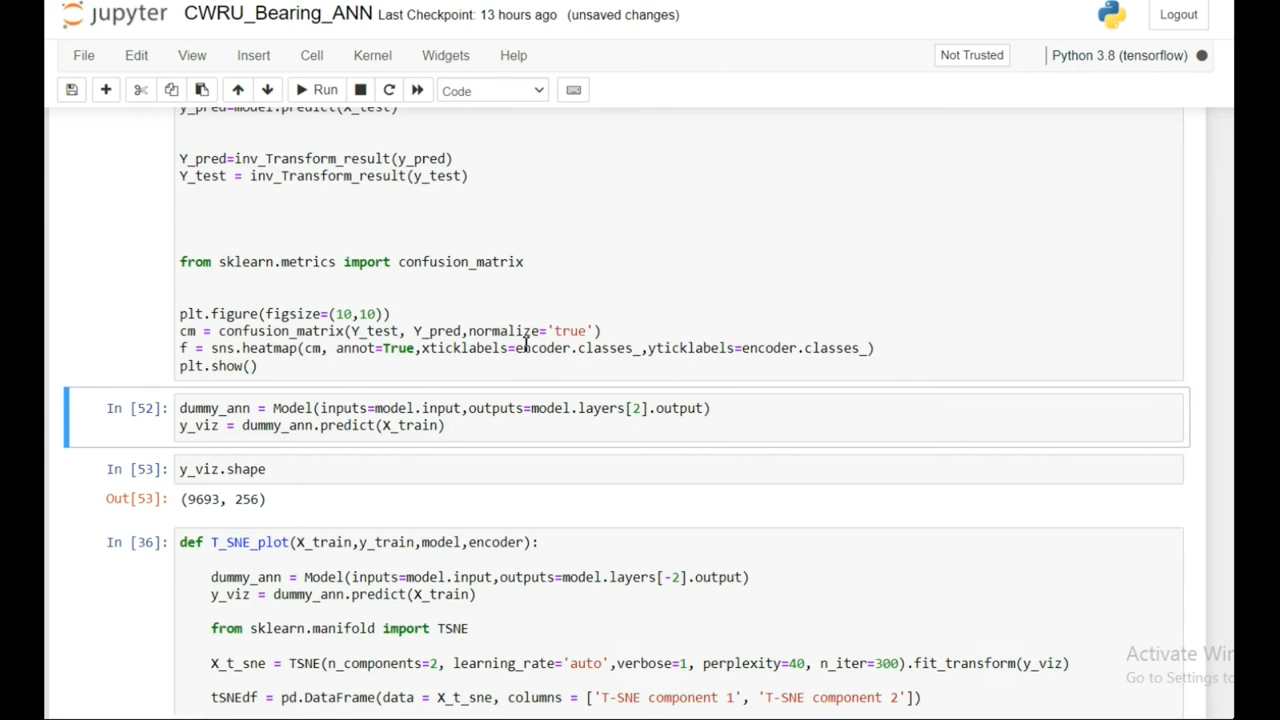 jupyter CWRU_Bearing_ANN Last Checkpoint: 13 hours ago (unsaved changes) Logout
File Edit View Insert Cell Kernel Widgets Help Not Trusted Python 3.8 (tensorflow)
Run Code
y_pred=model.predict(X_test)
Y_pred=inv_Transform_result(y_pred)
Y_test = inv_Transform_result(y_test)
from sklearn.metrics import confusion_matrix
plt.figure(figsize=(10,10))
cm = confusion_matrix(Y_test, Y_pred,normalize='true')
f = sns.heatmap(cm, annot=True,xticklabels=encoder.classes_,yticklabels=encoder.classes_)
plt.show()
In [52]: dummy_ann = Model(inputs=model.input,outputs=model.layers[2].output)
y_viz = dummy_ann.predict(X_train)
In [53]: y_viz.shape
Out[53]: (9693, 256)
In [36]: def T_SNE_plot(X_train,y_train,model,encoder):
dummy_ann = Model(inputs=model.input,outputs=model.layers[-2].output)
y_viz = dummy_ann.predict(X_train)
from sklearn.manifold import TSNE
X_t_sne = TSNE(n_components=2, learning_rate='auto',verbose=1, perplexity=40, n_iter=300).fit_transform(y_viz)
tSNEdf = pd.DataFrame(data = X_t_sne, columns = ['T-SNE component 1', 'T-SNE component 2'])
Activate Wir
Go to Settings to